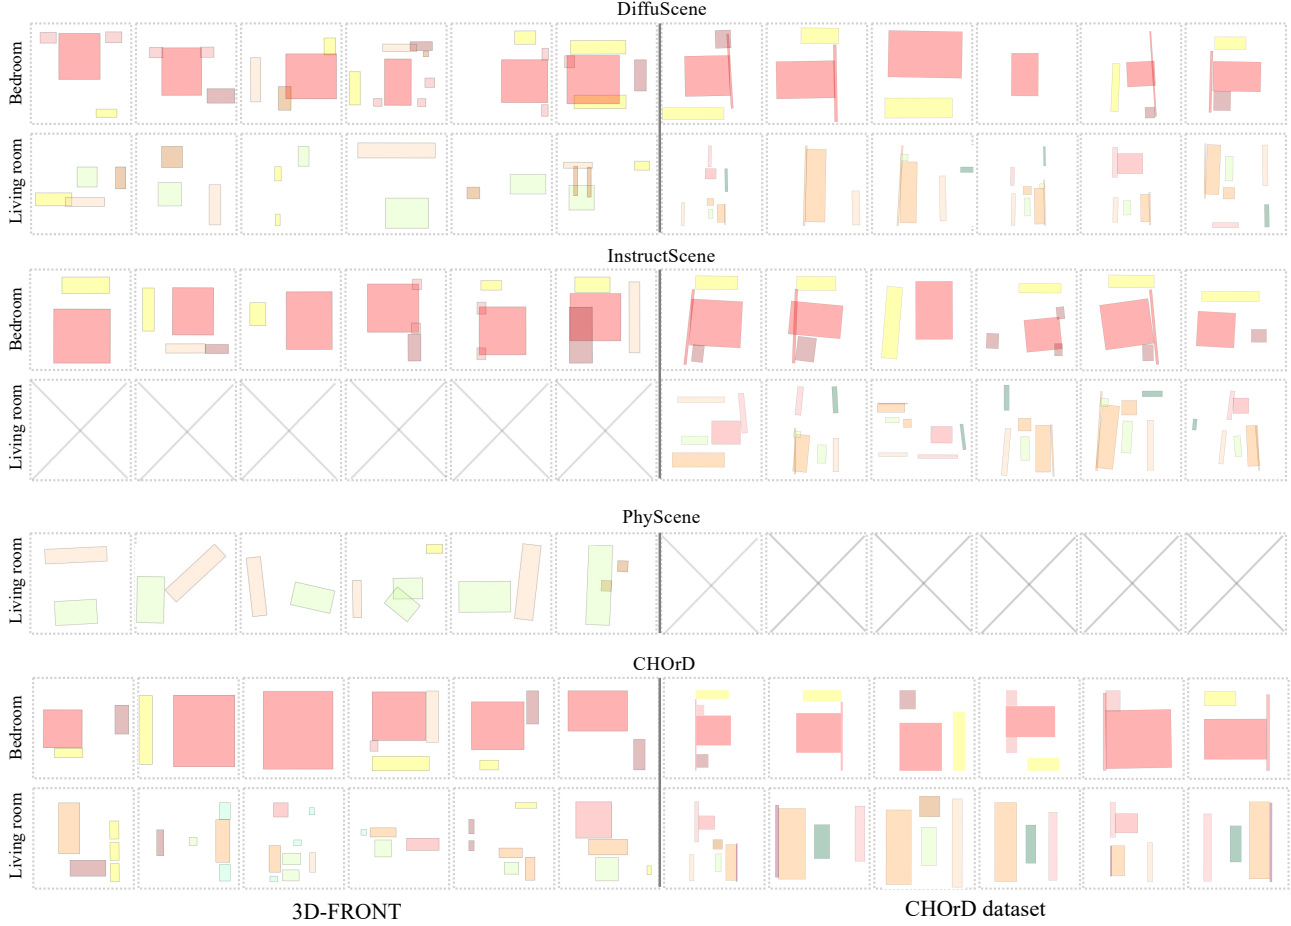 DiffuScene
Bedroom
Living room
InstructScene
Bedroom
Living room
PhyScene
Living room
CHOrD
Bedroom
Living room
3D-FRONT
CHOrD dataset